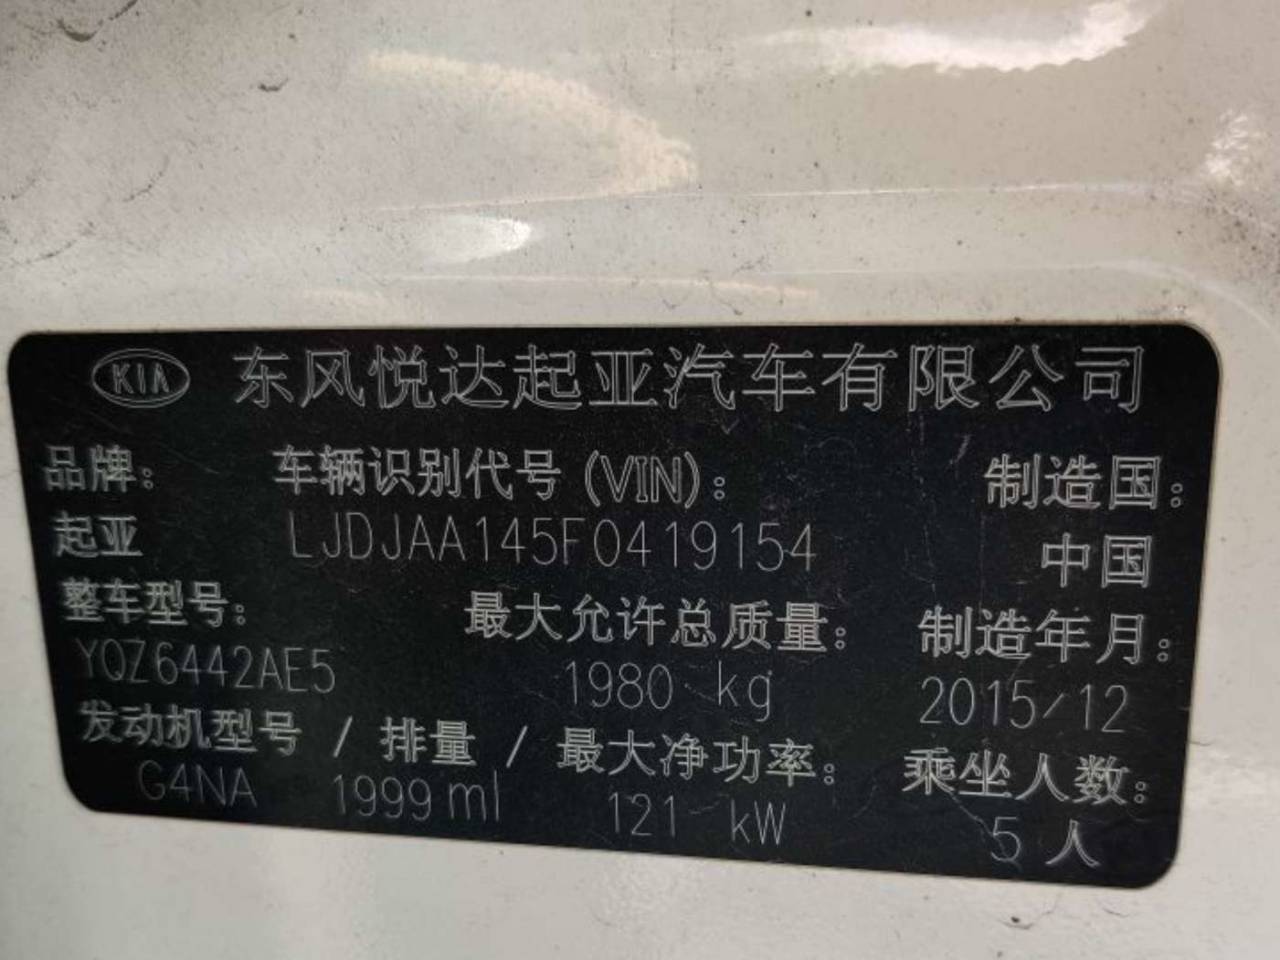 KIA 东风悦达起亚汽车有限公司
品牌: 车辆识别代号 (VIN): 制造国:
起亚 LJDJAA145F0419154 中国
整车型号: 最大允许总质量: 制造年月:
YQZ6442AE5 1980 kg 2015/12
发动机型号 / 排量 / 最大净功率: 乘坐人数:
G4NA 1999 ml 121 kW 5 人